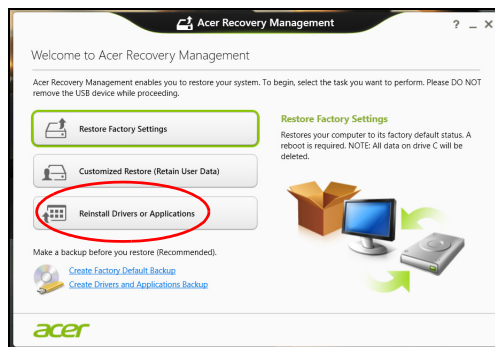 Acer Recovery Management
? _ X
Welcome to Acer Recovery Management
Acer Recovery Management enables you to restore your system. To begin, select the task you want to perform. Please DO NOT
remove the USB device while proceeding.
Restore Factory Settings
Customized Restore (Retain User Data)
Reinstall Drivers or Applications
Restore Factory Settings
Restores your computer to its factory default status. A
reboot is required. NOTE: All data on drive C will be
deleted.
Make a backup before you restore (Recommended).
Create Factory Default Backup
Create Drivers and Applications Backup
acer